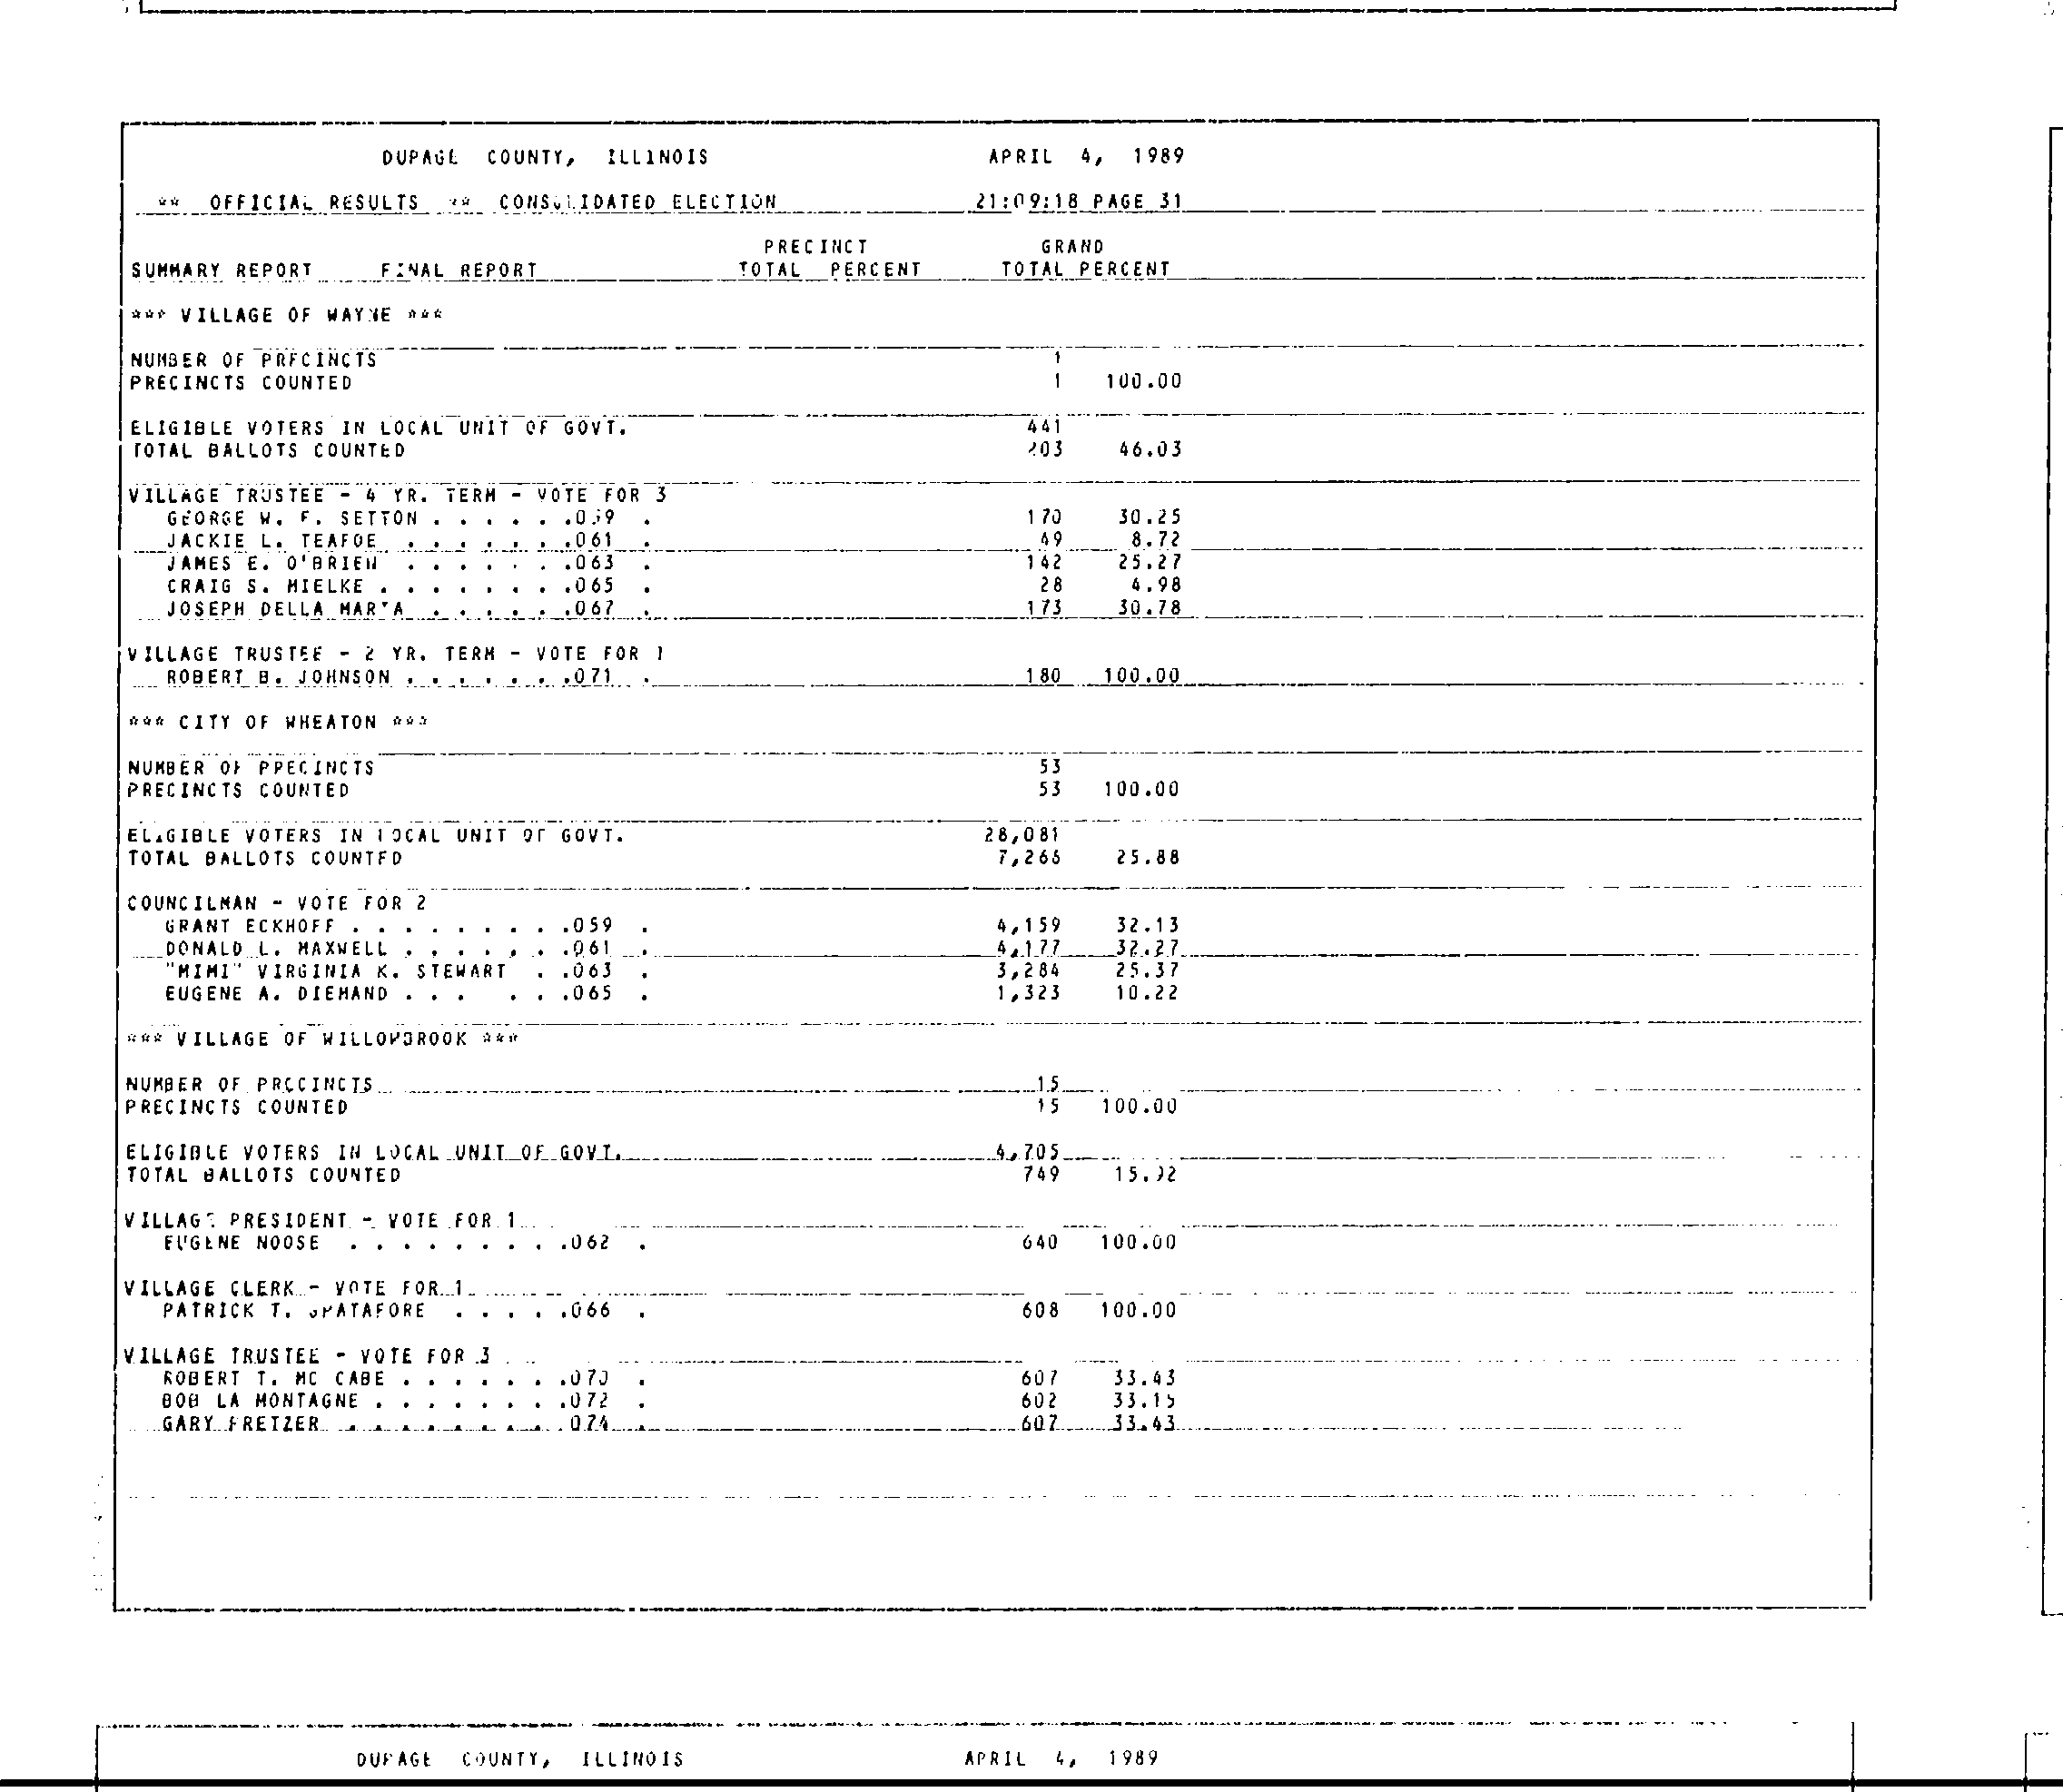 DUPAGE COUNTY, ILLINOIS APRIL 4, 1989
** OFFICIAL RESULTS ** CONSOLIDATED ELECTION 21:09:18 PAGE 31
PRECINCT GRAND
SUMMARY REPORT FINAL REPORT TOTAL PERCENT TOTAL PERCENT
*** VILLAGE OF WAYNE ***
NUMBER OF PRECINCTS 1
PRECINCTS COUNTED 1 100.00
ELIGIBLE VOTERS IN LOCAL UNIT OF GOVT. 441
TOTAL BALLOTS COUNTED 203 46.03
VILLAGE TRUSTEE - 4 YR. TERM - VOTE FOR 3
GEORGE W. F. SETTON . . . . . .059 . 170 30.25
JACKIE L. TEAFOE . . . . . . .061 . 49 8.72
JAMES E. O'BRIEN . . . . . . .063 . 142 25.27
CRAIG S. MIELKE . . . . . . . .065 . 28 4.98
JOSEPH DELLA MARTA . . . . . .067 . 173 30.78
VILLAGE TRUSTEE - 2 YR. TERM - VOTE FOR 1
ROBERT B. JOHNSON . . . . . . .071 . 180 100.00
*** CITY OF WHEATON ***
NUMBER OF PRECINCTS 53
PRECINCTS COUNTED 53 100.00
ELIGIBLE VOTERS IN LOCAL UNIT OF GOVT. 28,081
TOTAL BALLOTS COUNTED 7,266 25.88
COUNCILMAN - VOTE FOR 2
GRANT ECKHOFF . . . . . . . . .059 . 4,159 32.13
DONALD L. MAXWELL . . . . . . .061 . 4,177 32.27
"MIMI" VIRGINIA K. STEWART . .063 . 3,284 25.37
EUGENE A. DIEMAND . . . . . .065 . 1,323 10.22
*** VILLAGE OF WILLOWBROOK ***
NUMBER OF PRECINCTS 15
PRECINCTS COUNTED 15 100.00
ELIGIBLE VOTERS IN LOCAL UNIT OF GOVT. 4,705
TOTAL BALLOTS COUNTED 749 15.92
VILLAGE PRESIDENT - VOTE FOR 1
EUGENE NOOSE . . . . . . . . .062 . 640 100.00
VILLAGE CLERK - VOTE FOR 1
PATRICK T. SPATAFORE . . . . .066 . 608 100.00
VILLAGE TRUSTEE - VOTE FOR 3
ROBERT T. MC CABE . . . . . . .070 . 607 33.43
BOB LA MONTAGNE . . . . . . . .072 . 602 33.15
GARY PRETZER . . . . . . . . .074 . 607 33.43
DUPAGE COUNTY, ILLINOIS APRIL 4, 1989